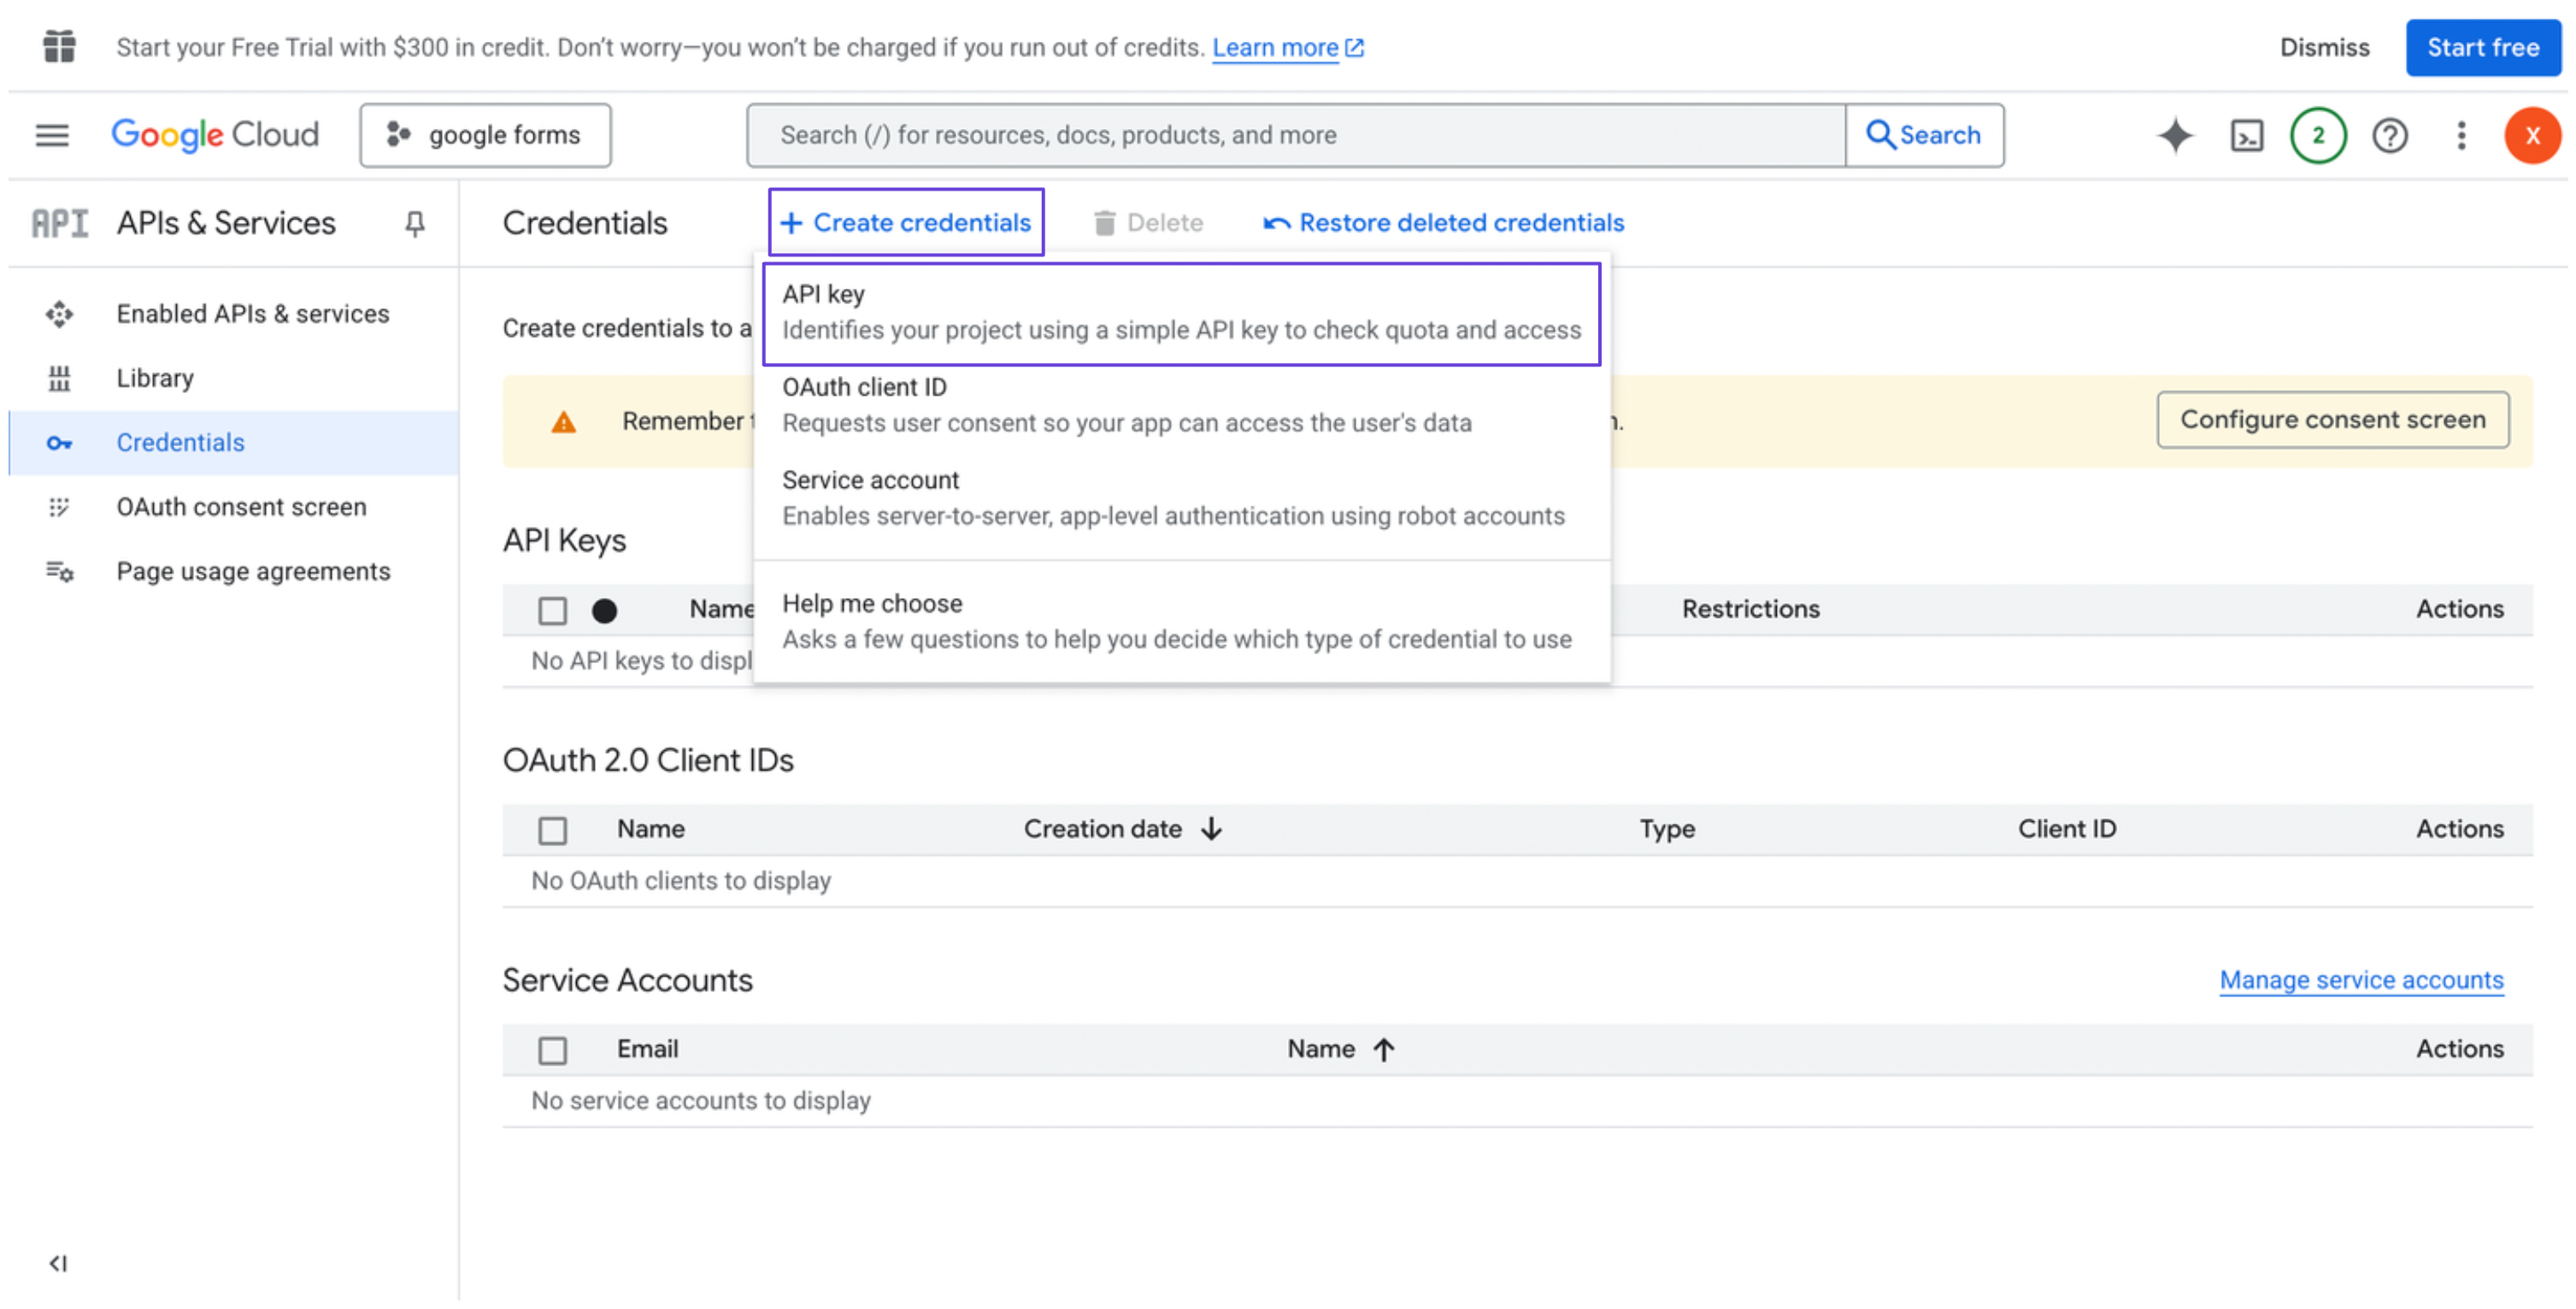 Start your Free Trial with $300 in credit. Don't worry—you won't be charged if you run out of credits. Learn more
Dismiss
Start free
Google Cloud
google forms
Search (/) for resources, docs, products, and more
Search
2
X
API
APIs & Services
Credentials
Create credentials
Delete
Restore deleted credentials
Enabled APIs & services
Library
Credentials
OAuth consent screen
Page usage agreements
Create credentials to a
API key
Identifies your project using a simple API key to check quota and access
OAuth client ID
Requests user consent so your app can access the user's data
Service account
Enables server-to-server, app-level authentication using robot accounts
Help me choose
Asks a few questions to help you decide which type of credential to use
Remember
Configure consent screen
API Keys
Name
Restrictions
Actions
No API keys to displ
OAuth 2.0 Client IDs
Name
Creation date
Type
Client ID
Actions
No OAuth clients to display
Service Accounts
Manage service accounts
Email
Name
Actions
No service accounts to display